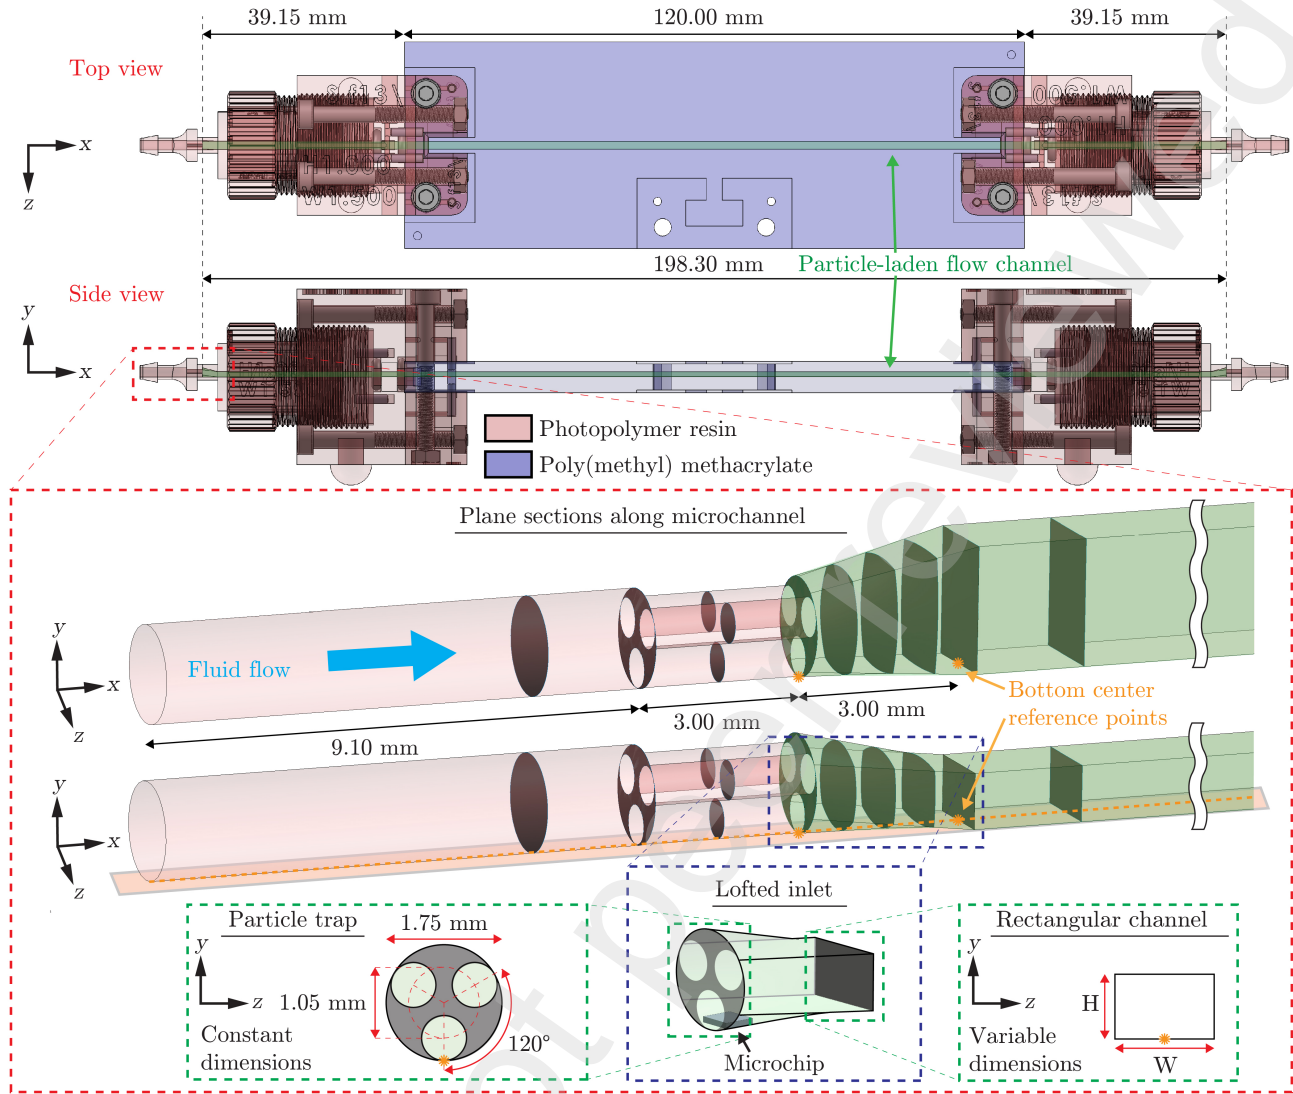 39.15 mm
120.00 mm
39.15 mm
Top view
x
z
198.30 mm
Particle-laden flow channel
Side view
y
x
Photopolymer resin
Poly(methyl) methacrylate
Plane sections along microchannel
y
x
z
Fluid flow
9.10 mm
3.00 mm
3.00 mm
Bottom center
reference points
y
x
z
Lofted inlet
Microchip
Particle trap
y
z
1.75 mm
1.05 mm
120°
Constant
dimensions
Rectangular channel
y
z
H
W
Variable
dimensions